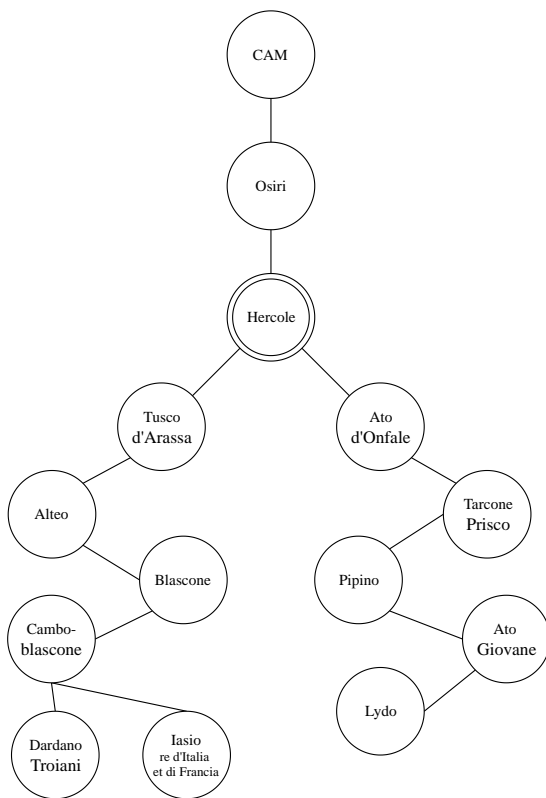 CAM
Osiri
Hercole
Tusco
d'Arassa
Ato
d'Onfale
Alteo
Tarcone
Prisco
Blascone
Pipino
Cambo-
blascone
Ato
Giovane
Lydo
Dardano
Troiani
Iasio
re d'Italia
et di Francia